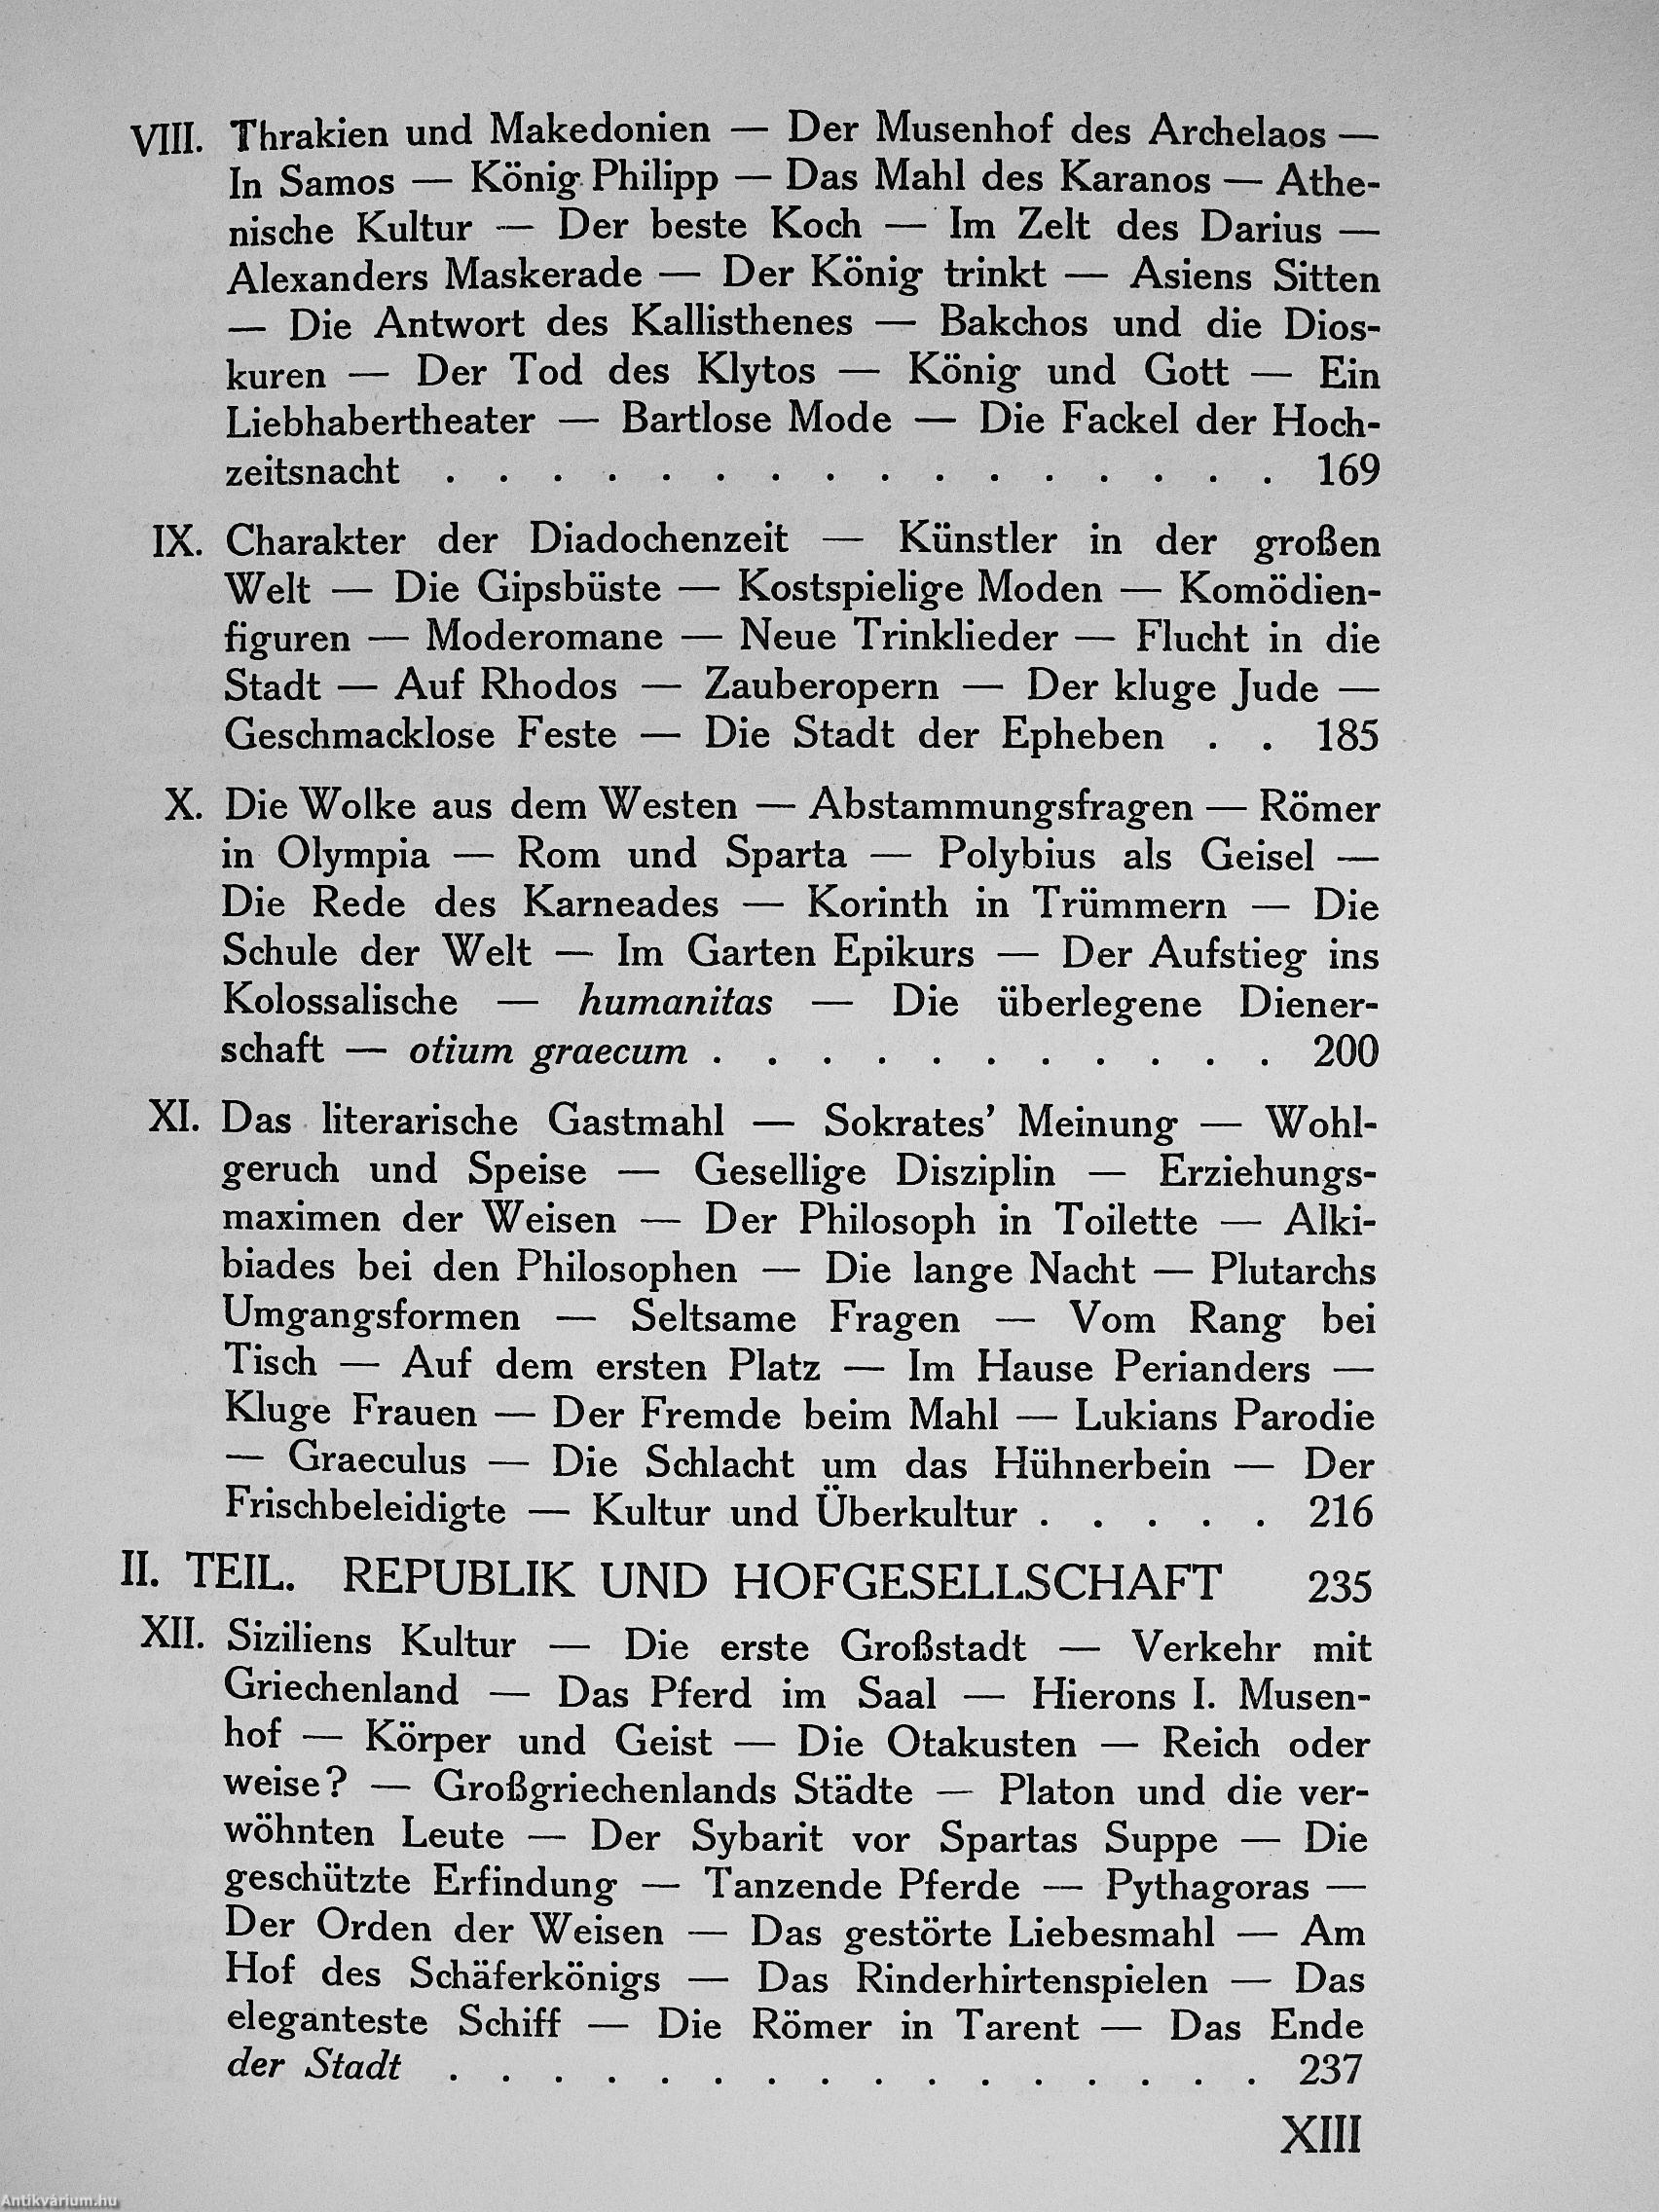 VIII. Thrakien und Makedonien — Der Musenhof des Archelaos —
In Samos — König Philipp — Das Mahl des Karanos — Athe-
nische Kultur — Der beste Koch — Im Zelt des Darius —
Alexanders Maskerade — Der König trinkt — Asiens Sitten
— Die Antwort des Kallisthenes — Bakchos und die Dios-
kuren — Der Tod des Klytos — König und Gott — Ein
Liebhabertheater — Bartlose Mode — Die Fackel der Hoch-
zeitsnacht . . . . . . . . . . . . . . . . 169
IX. Charakter der Diadochenzeit — Künstler in der großen
Welt — Die Gipsbüste — Kostspielige Moden — Komödien-
figuren — Moderomane — Neue Trinklieder — Flucht in die
Stadt — Auf Rhodos — Zauberopern — Der kluge Jude —
Geschmacklose Feste — Die Stadt der Epheben . . 185
X. Die Wolke aus dem Westen — Abstammungsfragen — Römer
in Olympia — Rom und Sparta — Polybius als Geisel —
Die Rede des Karneades — Korinth in Trümmern — Die
Schule der Welt — Im Garten Epikurs — Der Aufstieg ins
Kolossalische — humanitas — Die überlegene Diener-
schaft — otium graecum . . . . . . . . . . . 200
XI. Das literarische Gastmahl — Sokrates’ Meinung — Wohl-
geruch und Speise — Gesellige Disziplin — Erziehungs-
maximen der Weisen — Der Philosoph in Toilette — Alki-
biades bei den Philosophen — Die lange Nacht — Plutarchs
Umgangsformen — Seltsame Fragen — Vom Rang bei
Tisch — Auf dem ersten Platz — Im Hause Perianders —
Kluge Frauen — Der Fremde beim Mahl — Lukians Parodie
— Graeculus — Die Schlacht um das Hühnerbein — Der
Frischbeleidigte — Kultur und Überkultur . . . . . 216
II. TEIL. REPUBLIK UND HOFGESELLSCHAFT 235
XII. Siziliens Kultur — Die erste Großstadt — Verkehr mit
Griechenland — Das Pferd im Saal — Hierons I. Musen-
hof — Körper und Geist — Die Otakusten — Reich oder
weise? — Großgriechenlands Städte — Platon und die ver-
wöhnten Leute — Der Sybarit vor Spartas Suppe — Die
geschützte Erfindung — Tanzende Pferde — Pythagoras —
Der Orden der Weisen — Das gestörte Liebesmahl — Am
Hof des Schäferkönigs — Das Rinderhirtenspielen — Das
eleganteste Schiff — Die Römer in Tarent — Das Ende
der Stadt . . . . . . . . . . . . . . . . 237
XIII
Antikvárium.hu